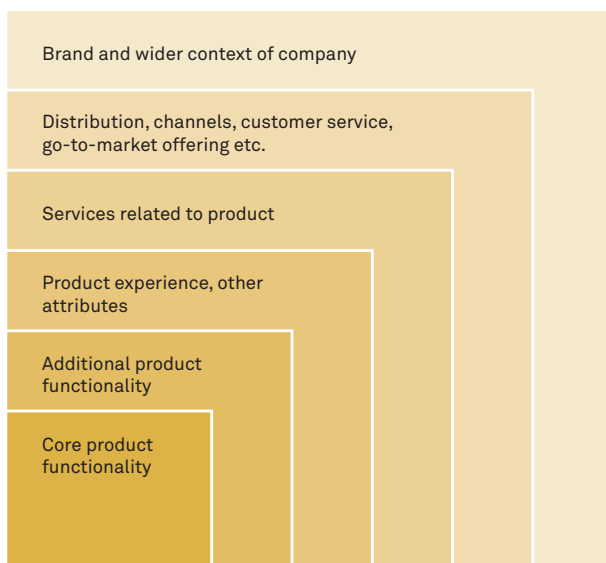 Brand and wider context of company
Distribution, channels, customer service,
go-to-market offering etc.
Services related to product
Product experience, other
attributes
Additional product
functionality
Core product
functionality